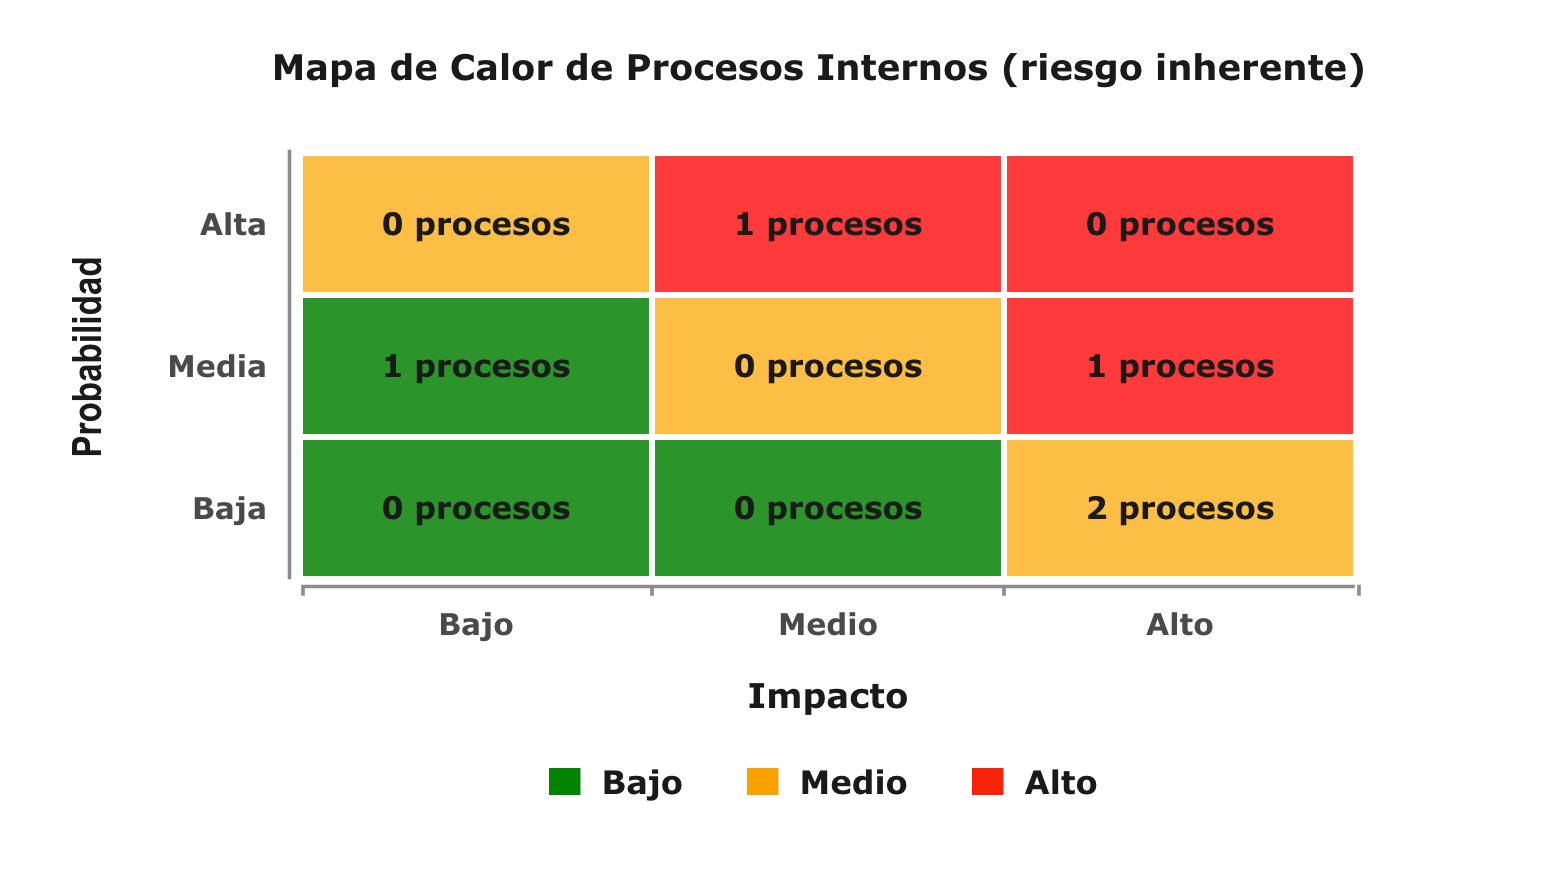 Mapa de Calor de Procesos Internos (riesgo inherente)
Probabilidad
Alta 0 procesos 1 procesos 0 procesos
Media 1 procesos 0 procesos 1 procesos
Baja 0 procesos 0 procesos 2 procesos
Bajo Medio Alto
Impacto
Bajo Medio Alto